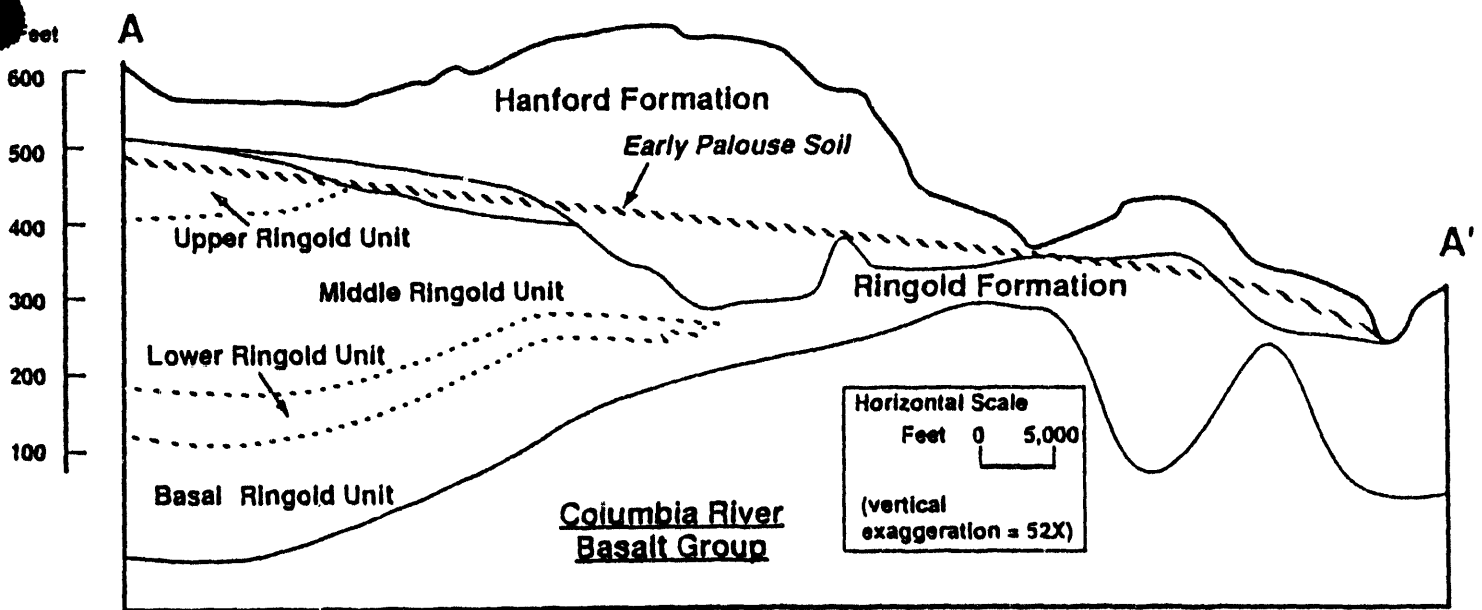 Feet
A
600
500
400
300
200
100
Hanford Formation
Early Palouse Soil
Upper Ringold Unit
A'
Middle Ringold Unit
Ringold Formation
Lower Ringold Unit
Basal Ringold Unit
Columbia River
Basalt Group
Horizontal Scale
Feet 0 5,000
(vertical
exaggeration = 52X)